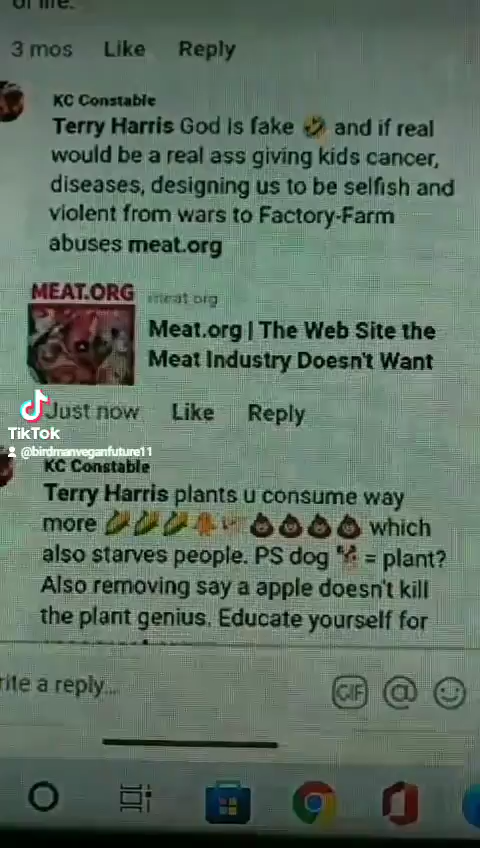 of life.
3 mos Like Reply
KC Constable
Terry Harris God is fake 🤣 and if real
would be a real ass giving kids cancer,
diseases, designing us to be selfish and
violent from wars to Factory-Farm
abuses meat.org
MEAT.ORG meat.org
Meat.org | The Web Site the
Meat Industry Doesn't Want
Just now Like Reply
TikTok
@birdmanveganfuture11
KC Constable
Terry Harris plants u consume way
more 🌽🌽🌽 💩💩💩💩 which
also starves people. PS dog 🐕 = plant?
Also removing say a apple doesn't kill
the plant genius. Educate yourself for
rite a reply...
GIF @